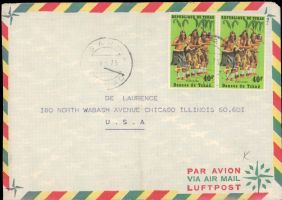 REPUBLIQUE DU TCHAD
REPUBLIQUE DU TCHAD
40F
40F
Danses du Tchad
Danses du Tchad
DE LAURENCE
380 NORTH WABASH AVENUE CHICAGO ILLINOIS 60.601
U.S.A
PAR AVION
VIA AIR MAIL
LUFTPOST